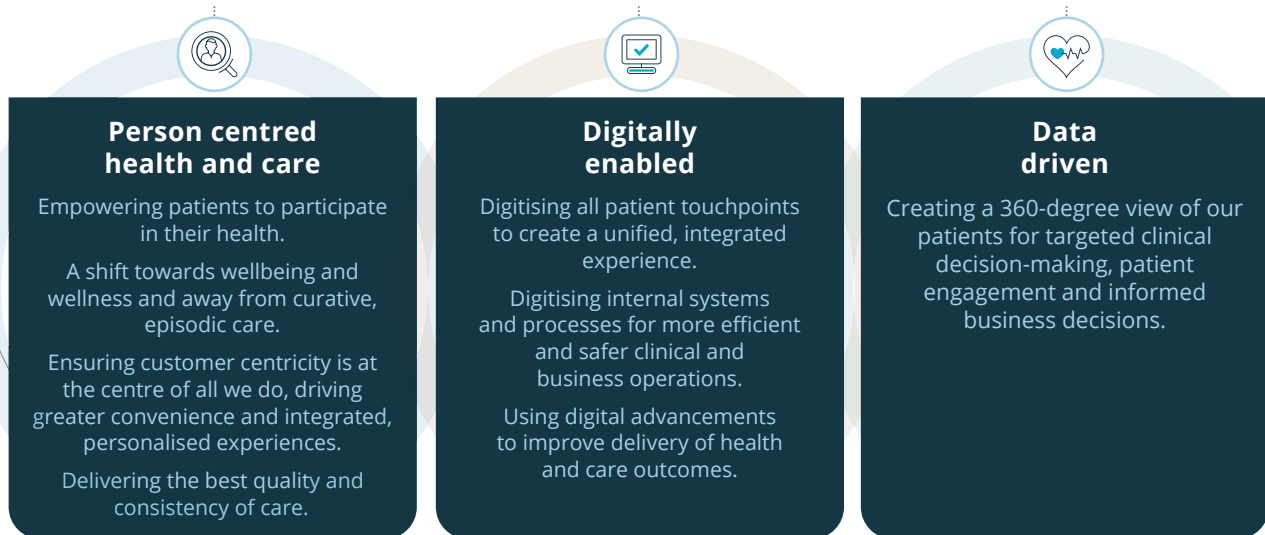 Person centred
health and care
Empowering patients to participate
in their health.
A shift towards wellbeing and
wellness and away from curative,
episodic care.
Ensuring customer centricity is at
the centre of all we do, driving
greater convenience and integrated,
personalised experiences.
Delivering the best quality and
consistency of care.
Digitally
enabled
Digitising all patient touchpoints
to create a unified, integrated
experience.
Digitising internal systems
and processes for more efficient
and safer clinical and
business operations.
Using digital advancements
to improve delivery of health
and care outcomes.
Data
driven
Creating a 360-degree view of our
patients for targeted clinical
decision-making, patient
engagement and informed
business decisions.